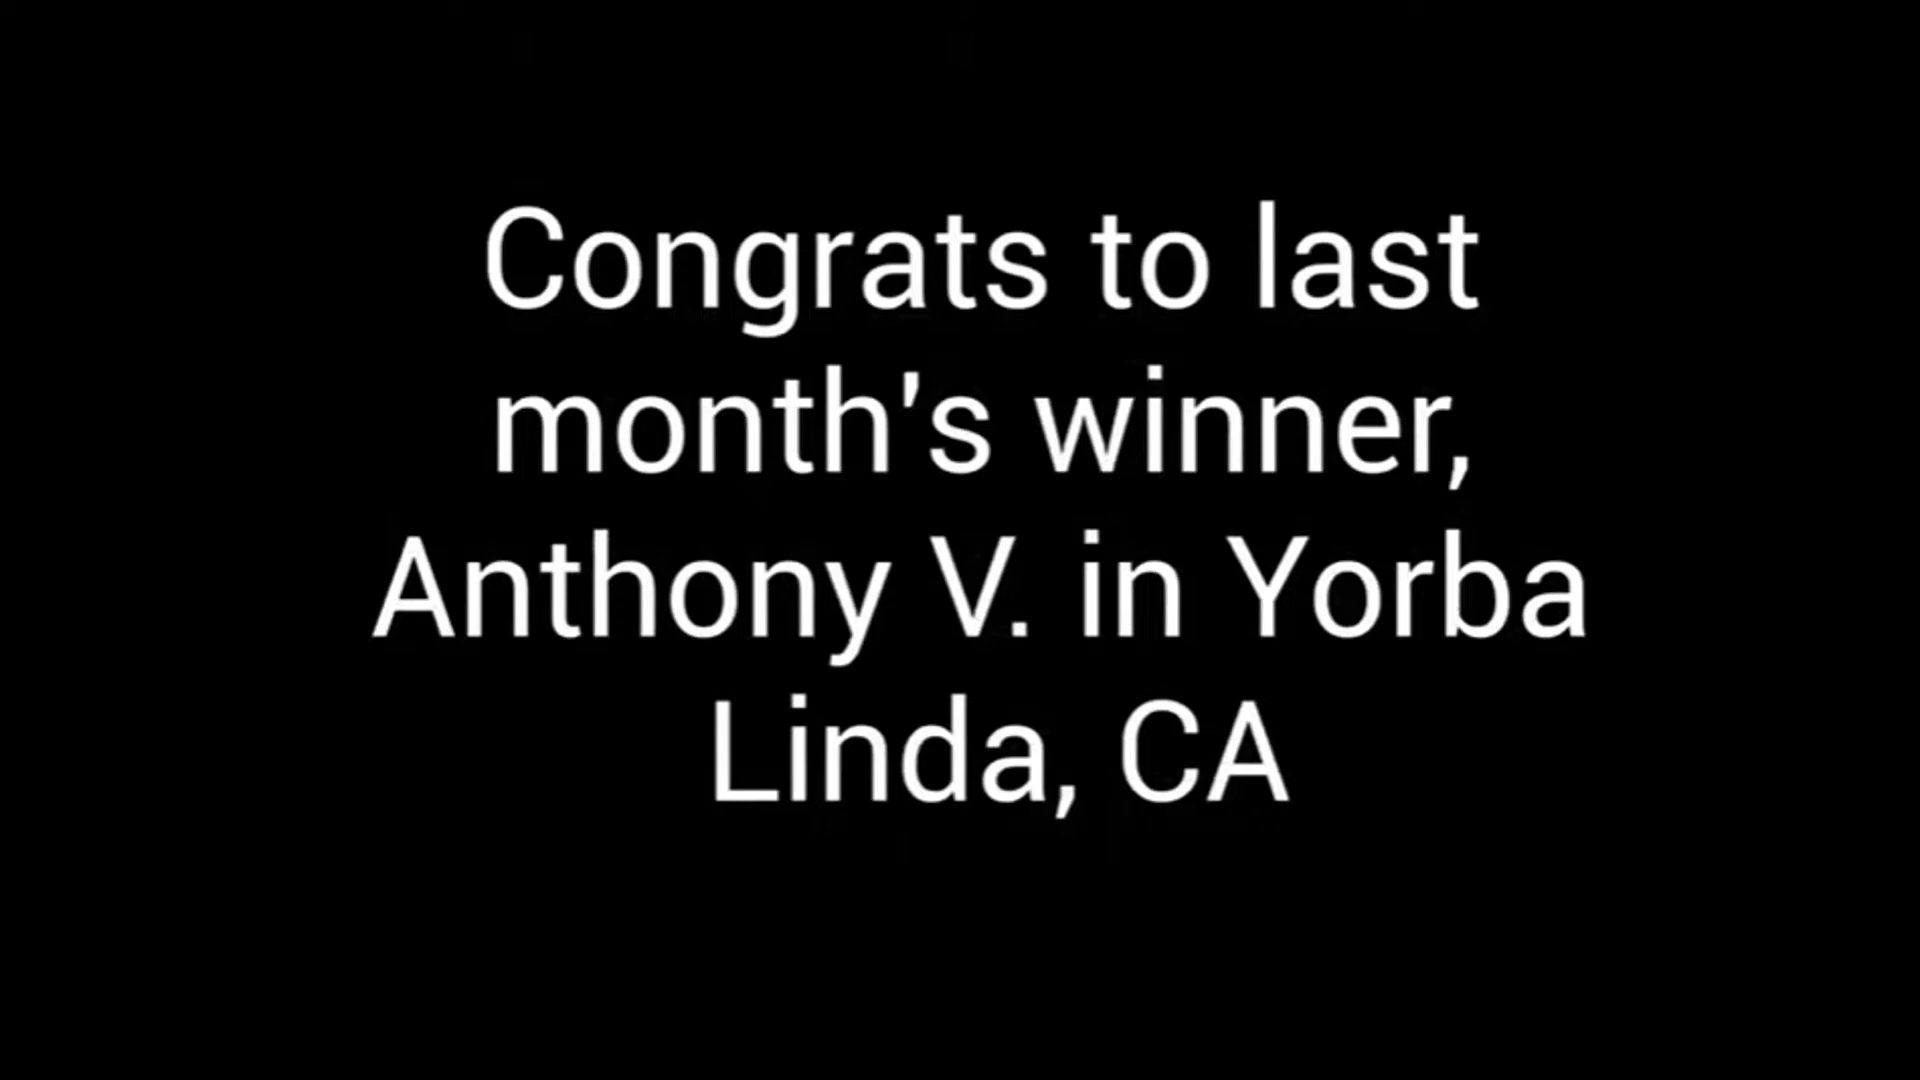 Congrats to last
month's winner,
Anthony V. in Yorba
Linda, CA